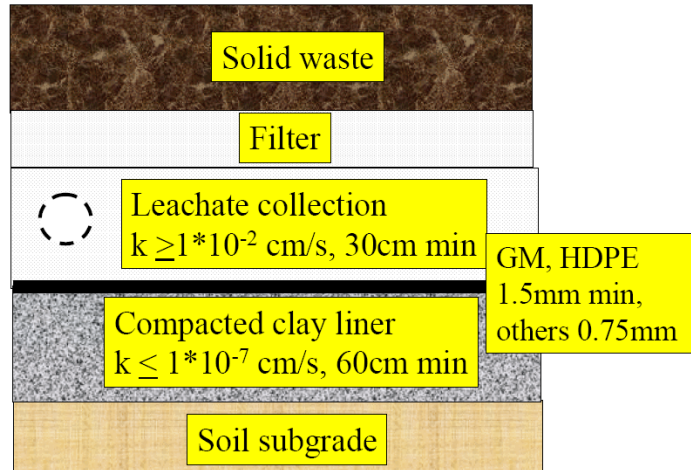 Solid waste
Filter
Leachate collection
k ≥1*10⁻² cm/s, 30cm min
GM, HDPE
1.5mm min,
others 0.75mm
Compacted clay liner
k ≤ 1*10⁻⁷ cm/s, 60cm min
Soil subgrade